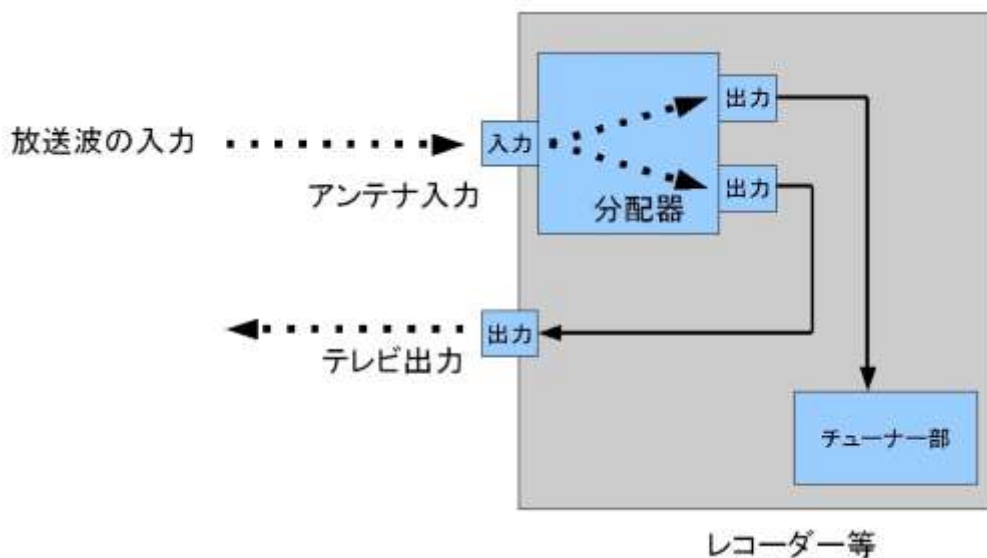 出力
放送波の入力
入力
アンテナ入力
出力
分配器
出力
テレビ出力
チューナー部
レコーダー等